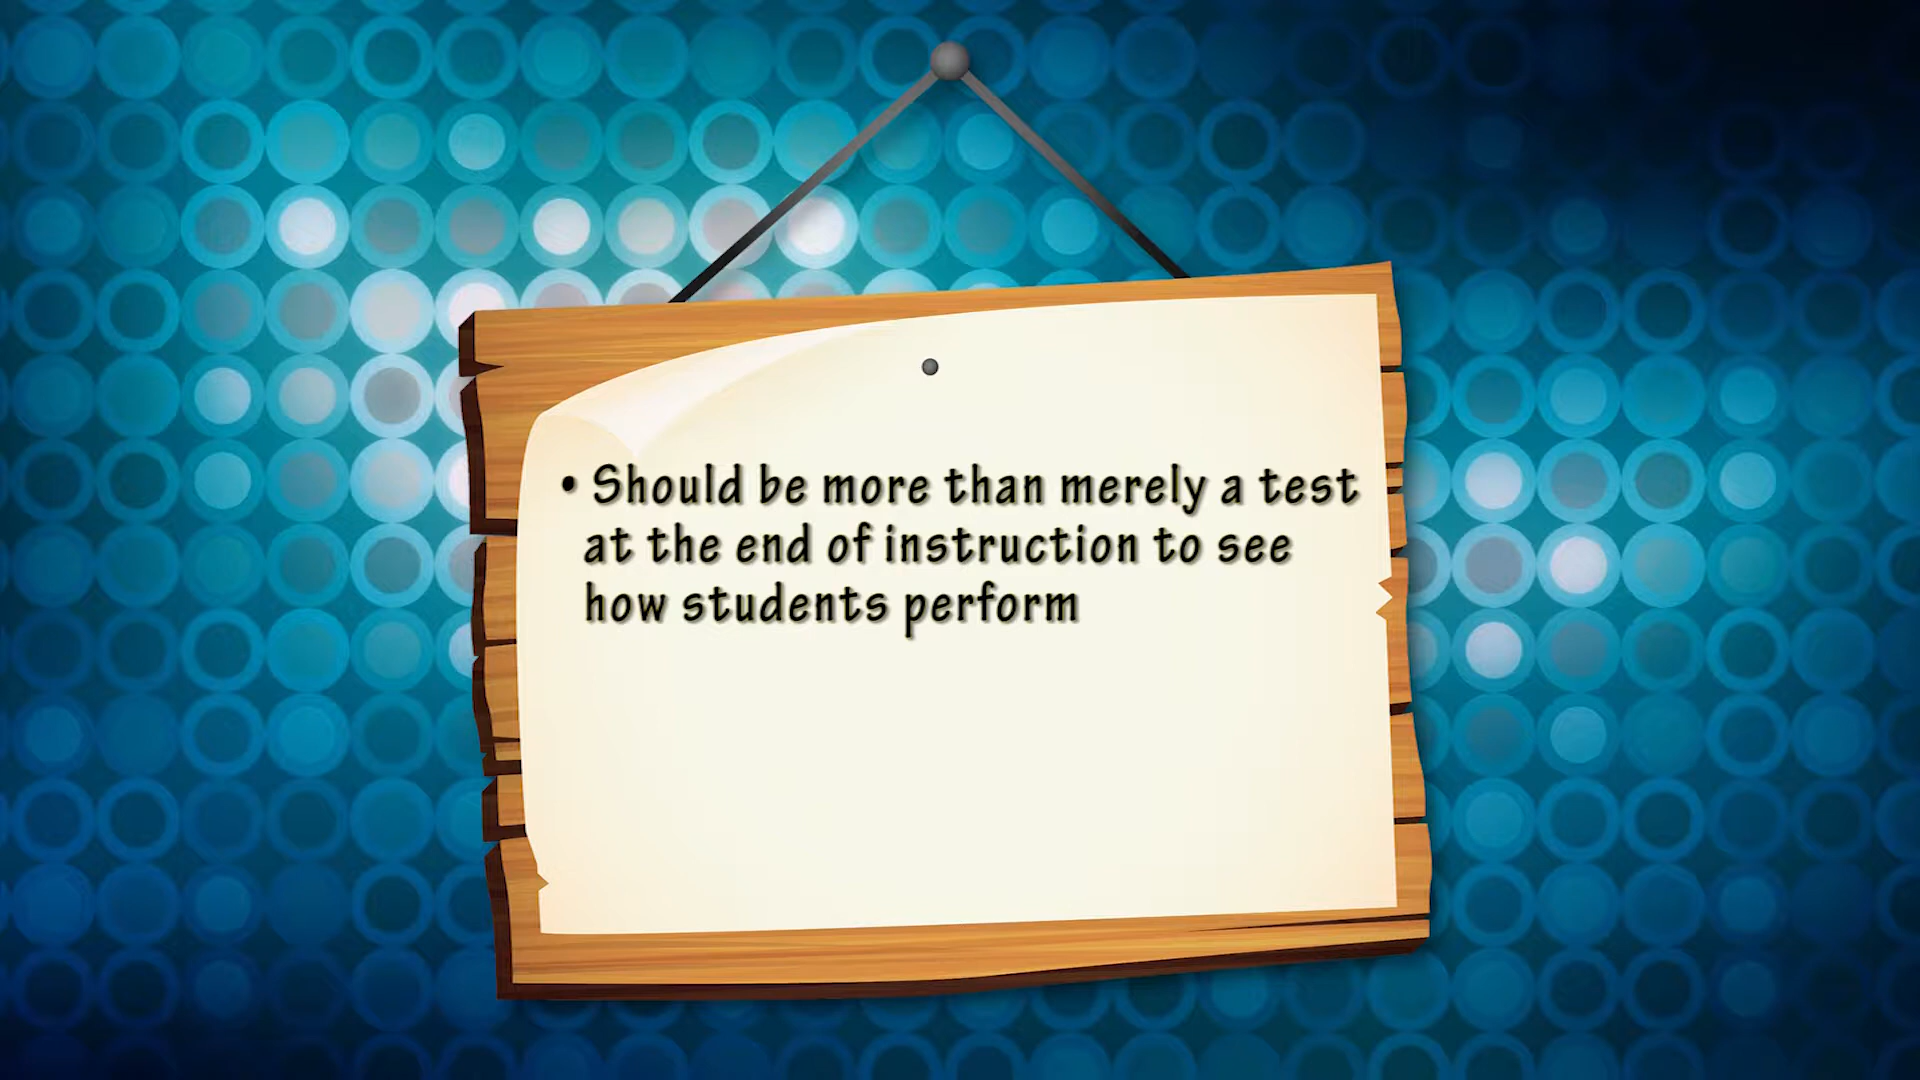 • Should be more than merely a test
at the end of instruction to see
how students perform